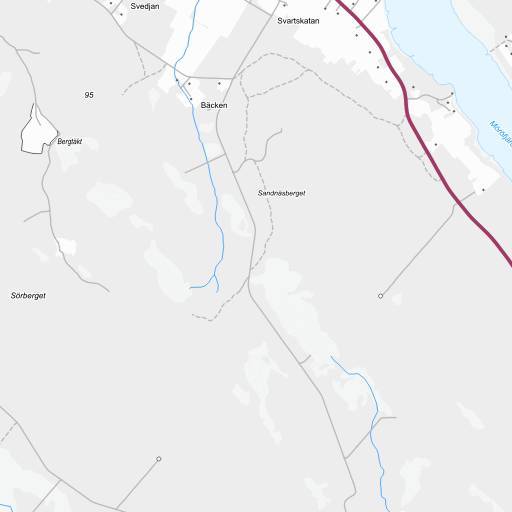 Svedjan
Svartskatan
95
Bäcken
Bergtäkt
Sandnäsberget
Sörberget